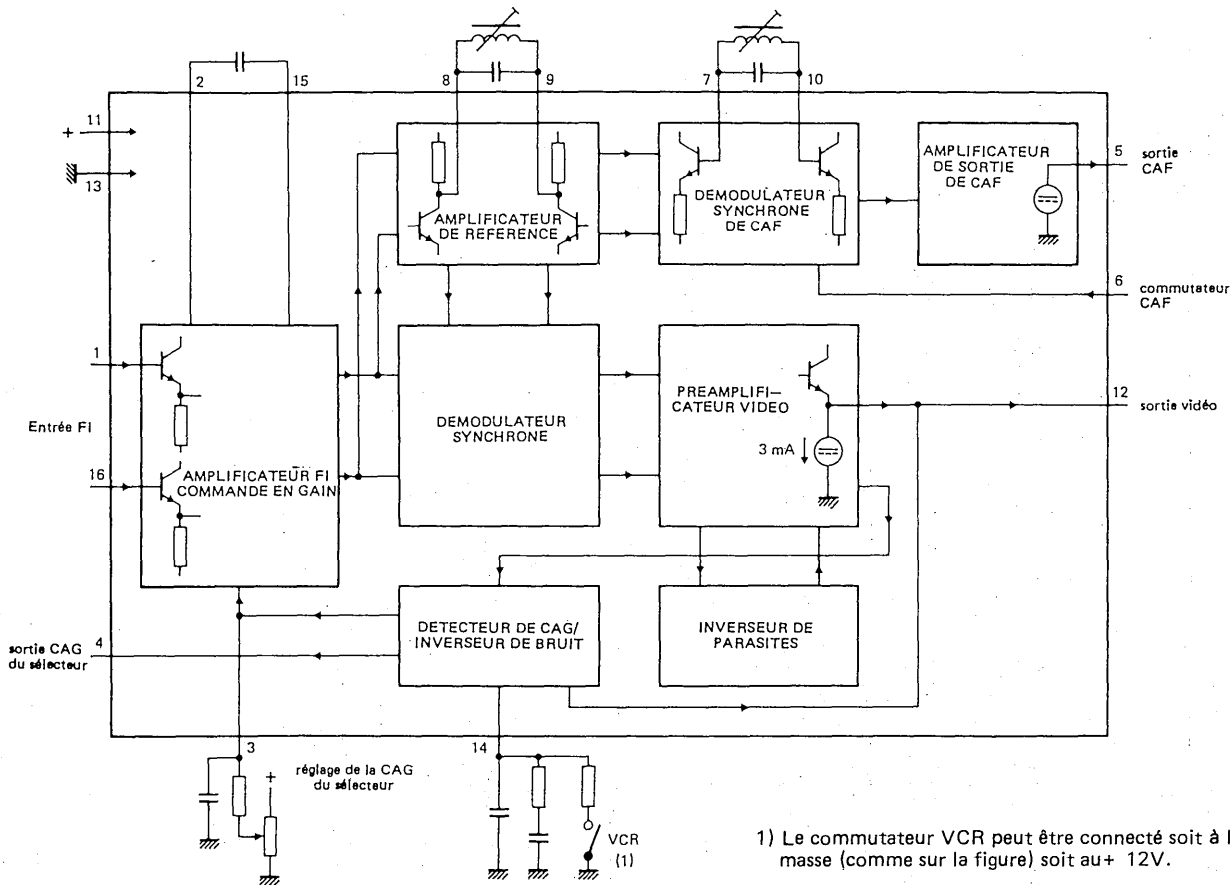 2
15
8
9
7
10
11
+
13
AMPLIFICATEUR
DE REFERENCE
DEMODULATEUR
SYNCHRONE
DE CAF
AMPLIFICATEUR
DE SORTIE
DE CAF
5
sortie
CAF
6
commutateur
CAF
1
Entrée FI
16
AMPLIFICATEUR FI
COMMANDE EN GAIN
DEMODULATEUR
SYNCHRONE
PREAMPLIFI-
CATEUR VIDEO
3 mA
12
sortie vidéo
sortie CAG
du sélecteur
4
DETECTEUR DE CAG/
INVERSEUR DE BRUIT
INVERSEUR DE
PARASITES
3
réglage de la CAG
du sélecteur
+
14
VCR
(1)
1) Le commutateur VCR peut être connecté soit à l
masse (comme sur la figure) soit au+ 12V.